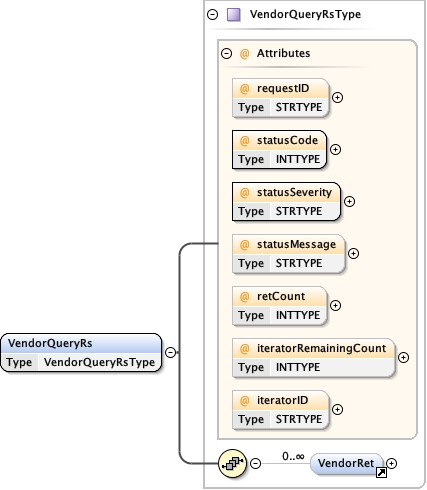 VendorQueryRsType
@ Attributes
@ requestID
Type STRTYPE
@ statusCode
Type INTTYPE
@ statusSeverity
Type STRTYPE
@ statusMessage
Type STRTYPE
@ retCount
Type INTTYPE
@ iteratorRemainingCount
Type INTTYPE
@ iteratorID
Type STRTYPE
VendorQueryRs
Type VendorQueryRsType
0..∞
VendorRet